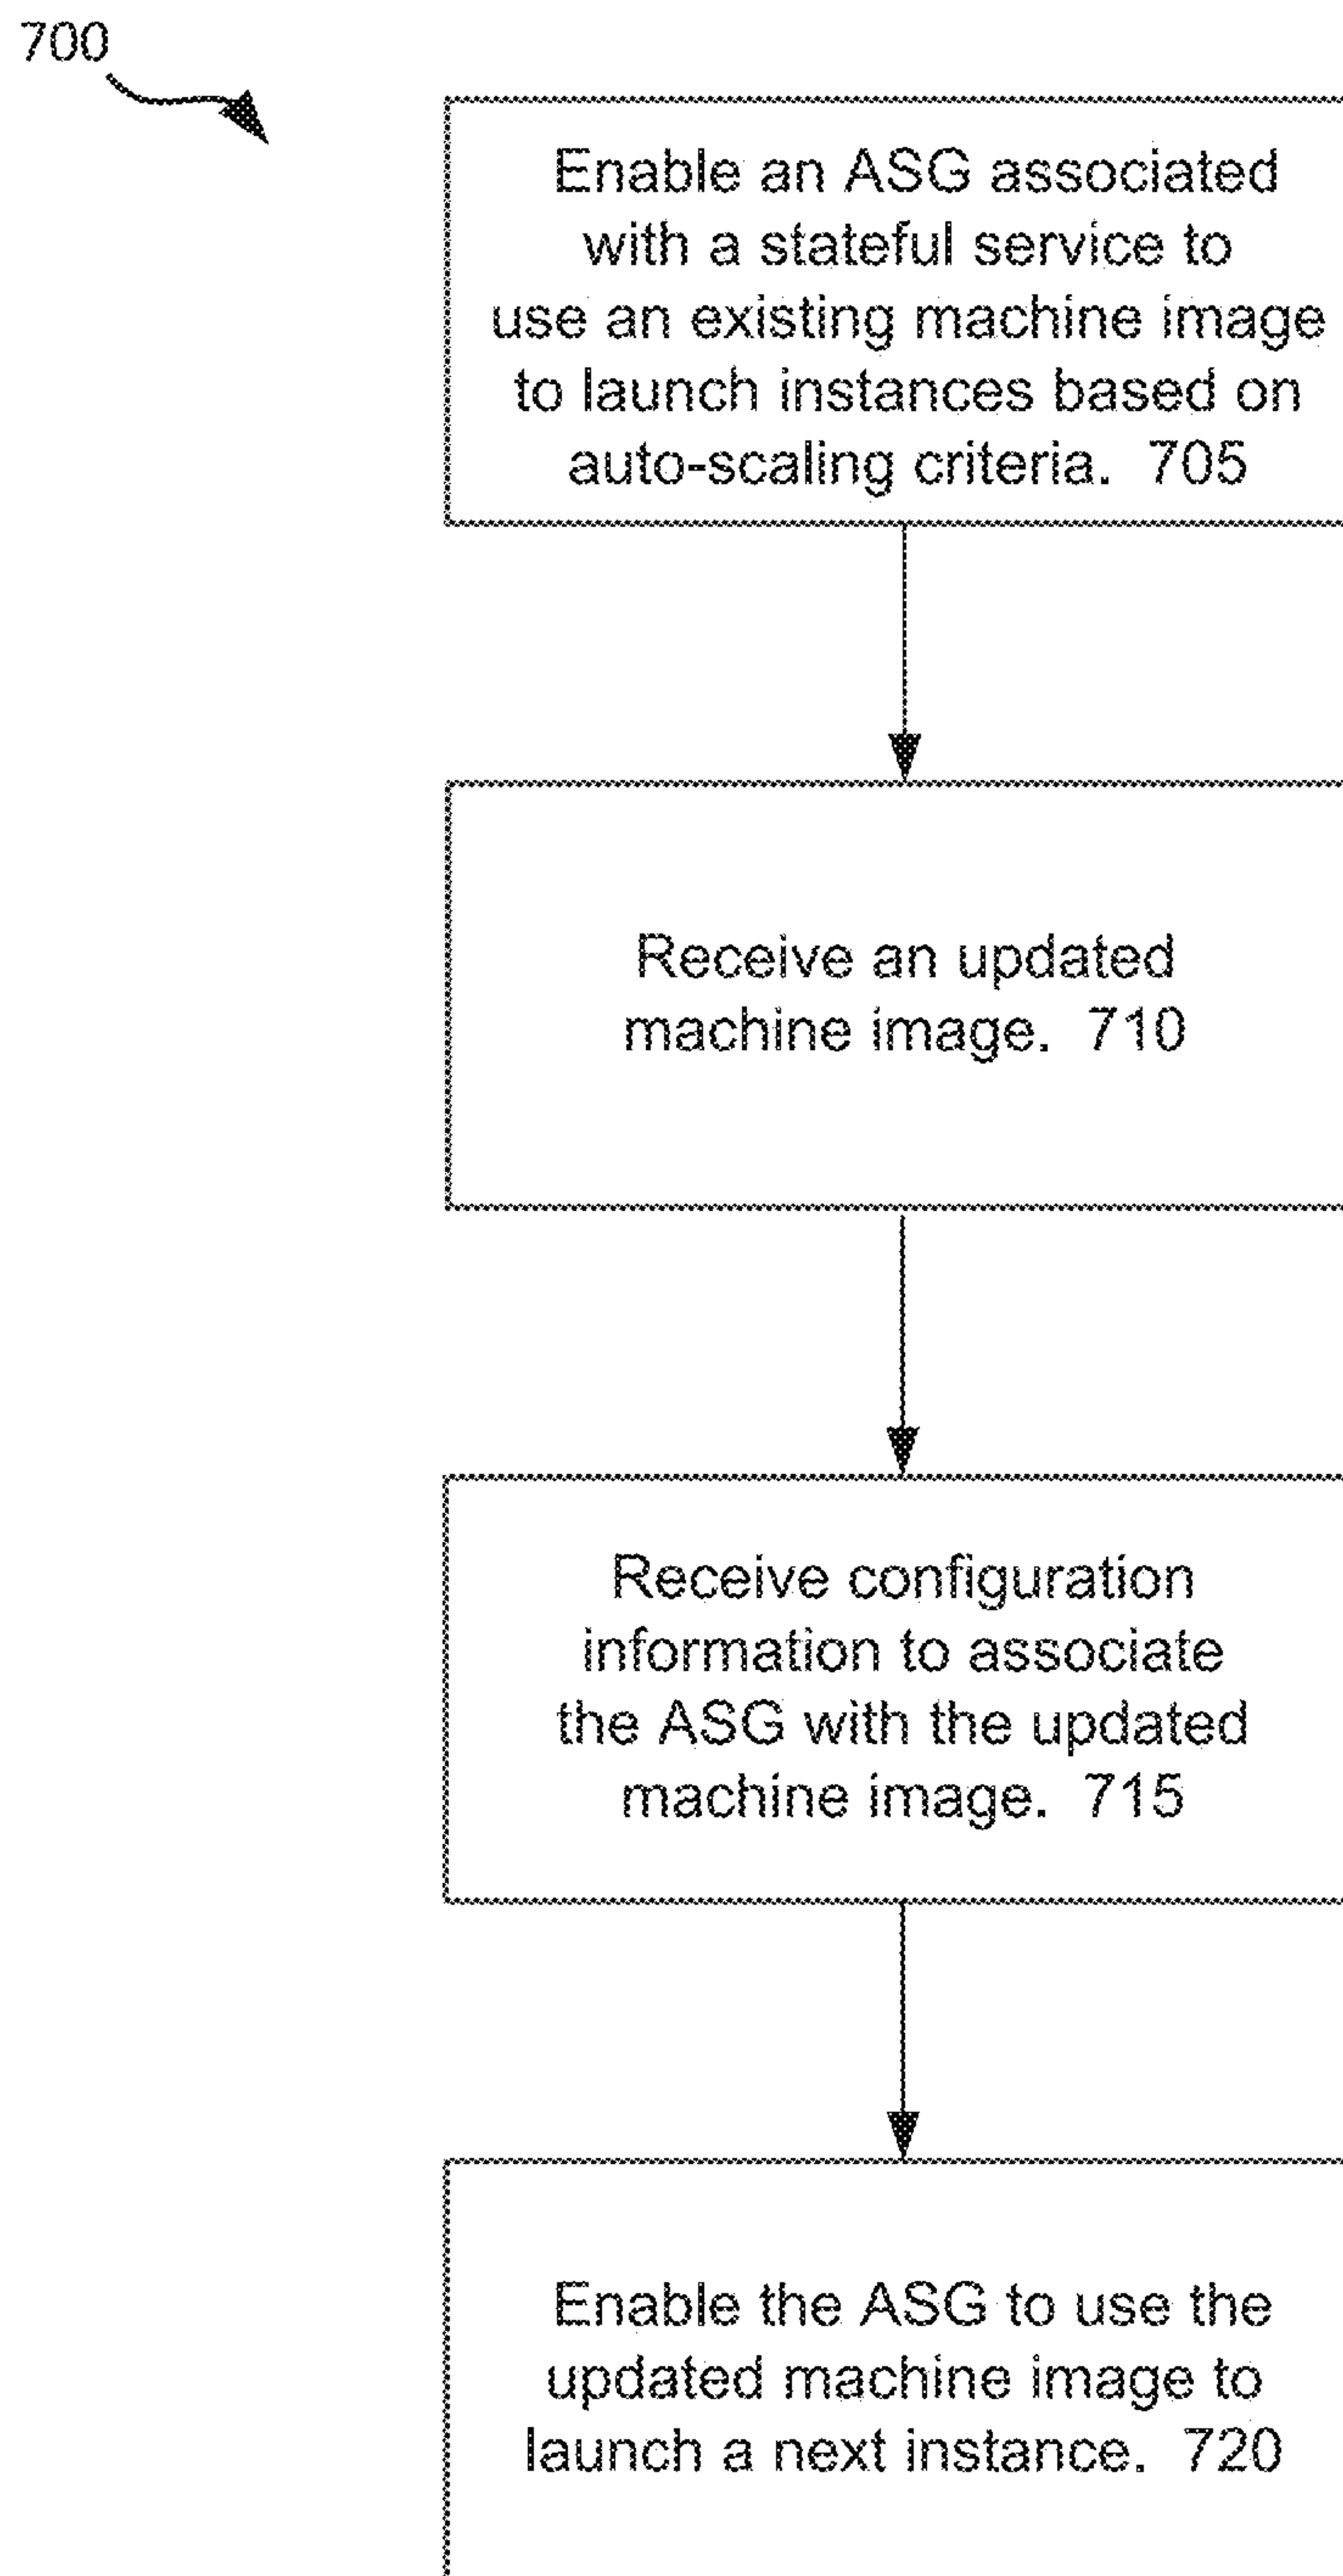 700
Enable an ASG associated
with a stateful service to
use an existing machine image
to launch instances based on
auto-scaling criteria. 705
Receive an updated
machine image. 710
Receive configuration
information to associate
the ASG with the updated
machine image. 715
Enable the ASG to use the
updated machine image to
launch a next instance. 720